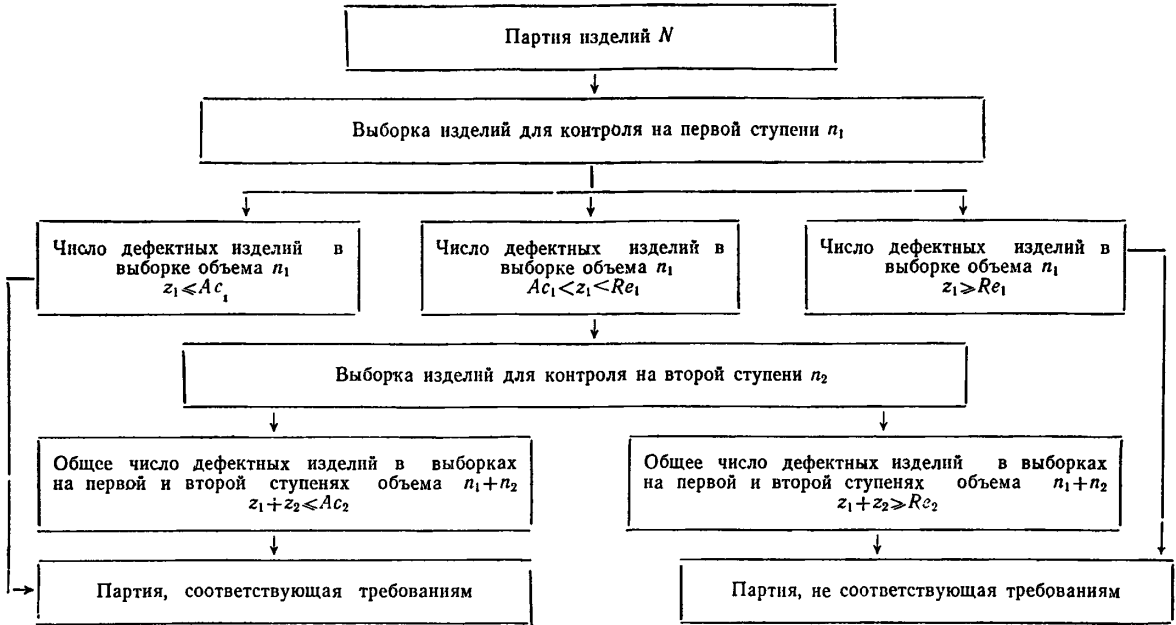 Партия изделий N
Выборка изделий для контроля на первой ступени n₁
Число дефектных изделий в
выборке объема n₁
z₁⩽Ac₁
Число дефектных изделий в
выборке объема n₁
Ac₁<z₁<Re₁
Число дефектных изделий в
выборке объема n₁
z₁⩾Re₁
Выборка изделий для контроля на второй ступени n₂
Общее число дефектных изделий в выборках
на первой и второй ступенях объема n₁+n₂
z₁+z₂⩽Ac₂
Общее число дефектных изделий в выборках
на первой и второй ступенях объема n₁+n₂
z₁+z₂⩾Re₂
Партия, соответствующая требованиям
Партия, не соответствующая требованиям